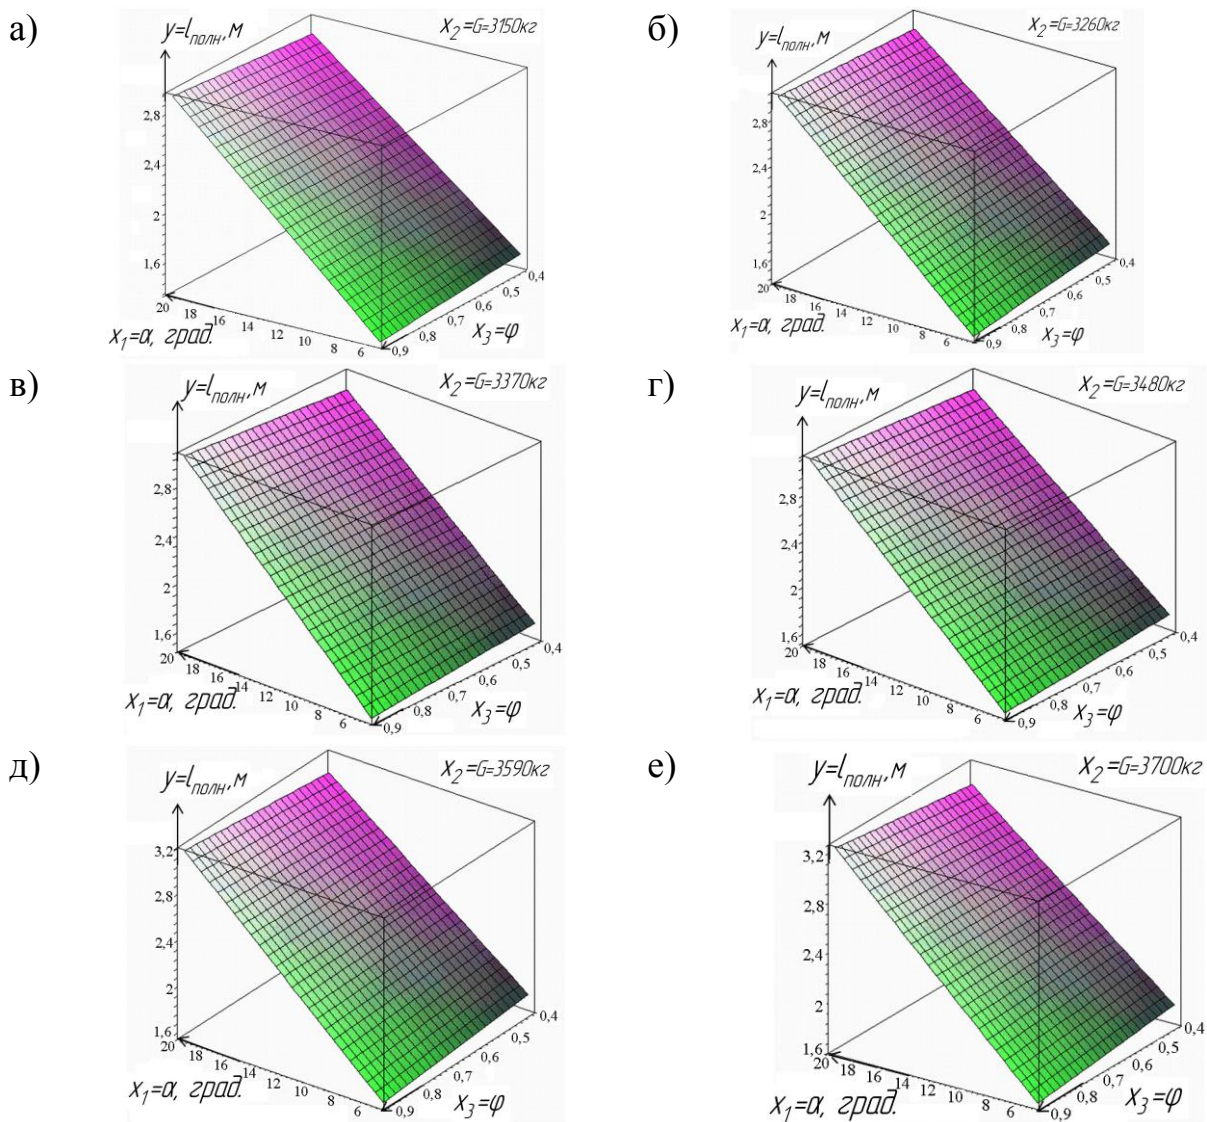 а)
y=lполн, м
X2=G=3150кг
2,8
2,4
2
1,6
20 18 16 14 12 10 8 6
0,9 0,8 0,7 0,6 0,5 0,4
X1=α, град.
X3=φ
б)
y=lполн, м
X2=G=3260кг
2,8
2,4
2
1,6
20 18 16 14 12 10 8 6
0,9 0,8 0,7 0,6 0,5 0,4
X1=α, град.
X3=φ
в)
y=lполн, м
X2=G=3370кг
2,8
2,4
2
1,6
20 18 16 14 12 10 8 6
0,9 0,8 0,7 0,6 0,5 0,4
X1=α, град.
X3=φ
г)
y=lполн, м
X2=G=3480кг
2,8
2,4
2
1,6
20 18 16 14 12 10 8 6
0,9 0,8 0,7 0,6 0,5 0,4
X1=α, град.
X3=φ
д)
y=lполн, м
X2=G=3590кг
3,2
2,8
2,4
2
1,6
20 18 16 14 12 10 8 6
0,9 0,8 0,7 0,6 0,5 0,4
X1=α, град.
X3=φ
е)
y=lполн, м
X2=G=3700кг
3,2
2,8
2,4
2
1,6
20 18 16 14 12 10 8 6
0,9 0,8 0,7 0,6 0,5 0,4
X1=α, град.
X3=φ